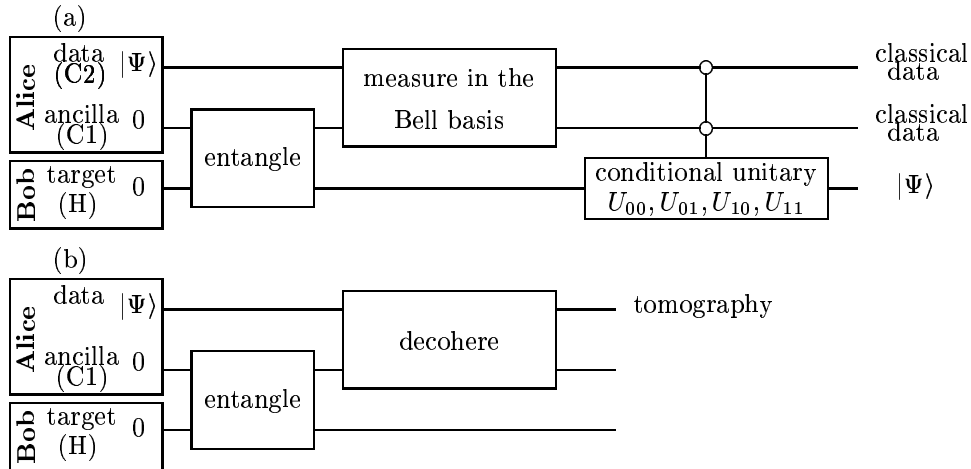 (a)
Alice
data
(C2)
|Ψ⟩
ancilla
(C1)
0
Bob
target
(H)
0
entangle
measure in the
Bell basis
conditional unitary
U₀₀, U₀₁, U₁₀, U₁₁
classical
data
classical
data
|Ψ⟩
(b)
Alice
data
|Ψ⟩
ancilla
(C1)
0
Bob
target
(H)
0
entangle
decohere
tomography